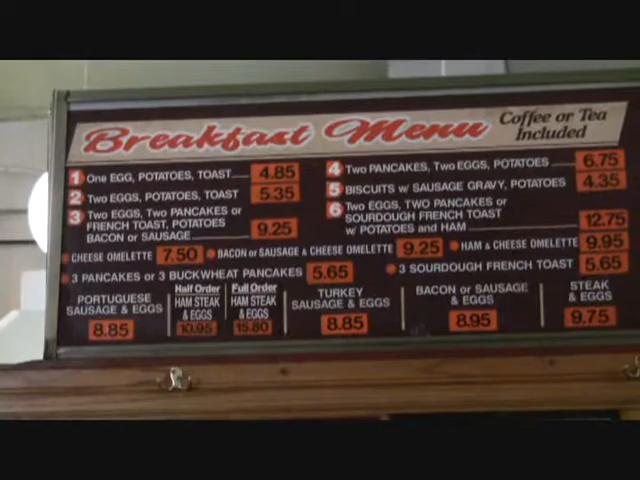 Breakfast Menu Coffee or Tea Included
1 One EGG, POTATOES, TOAST 4.85
2 Two EGGS, POTATOES, TOAST 5.35
3 Two EGGS, Two PANCAKES or
FRENCH TOAST, POTATOES
BACON or SAUSAGE 9.25
4 Two PANCAKES, Two EGGS, POTATOES 6.75
5 BISCUITS w/ SAUSAGE GRAVY, POTATOES 4.35
6 Two EGGS, TWO PANCAKES or
SOURDOUGH FRENCH TOAST
w/ POTATOES and HAM 12.75
CHEESE OMELETTE 7.50 BACON or SAUSAGE & CHEESE OMELETTE 9.25 HAM & CHEESE OMELETTE 9.95
3 PANCAKES or 3 BUCKWHEAT PANCAKES 5.65 3 SOURDOUGH FRENCH TOAST 5.65
PORTUGUESE
SAUSAGE & EGGS
8.85
Half Order
HAM STEAK
& EGGS
10.95
Full Order
HAM STEAK
& EGGS
15.80
TURKEY
SAUSAGE & EGGS
8.85
BACON or SAUSAGE
& EGGS
8.95
STEAK
& EGGS
9.75